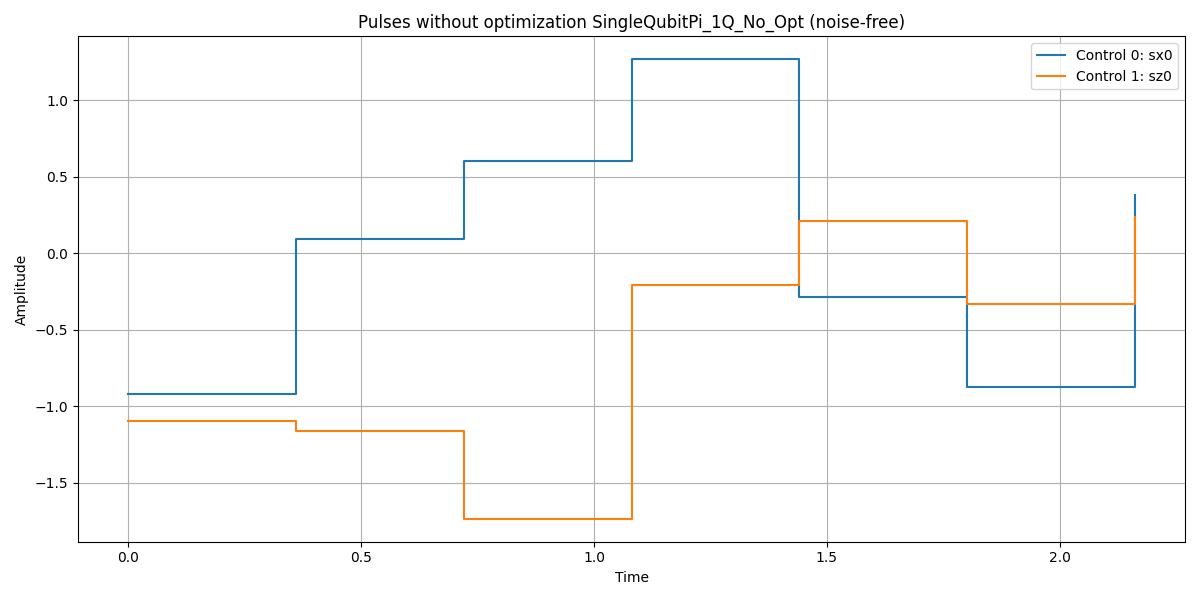 Pulses without optimization SingleQubitPi_1Q_No_Opt (noise-free)
Control 0: sx0
Control 1: sz0
Amplitude
1.0
0.5
0.0
−0.5
−1.0
−1.5
0.0
0.5
1.0
1.5
2.0
Time